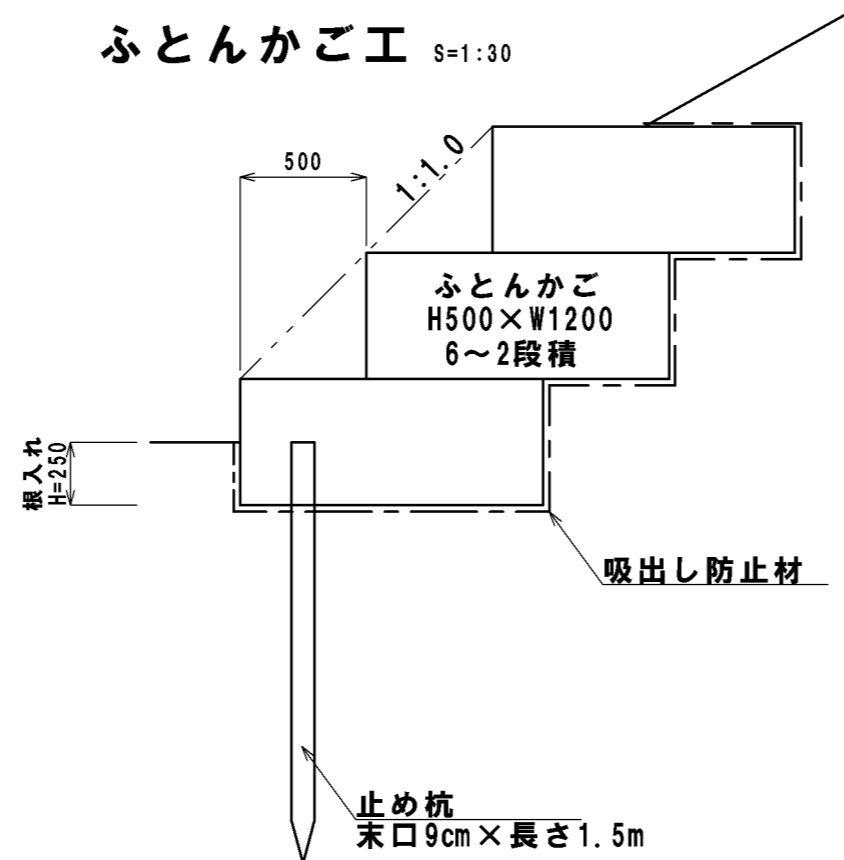 ふとんかご工 S=1:30
500
1:1.0
ふとんかご
H500×W1200
6～2段積
根入れ
H=250
吸出し防止材
止め杭
末口9cm×長さ1.5m